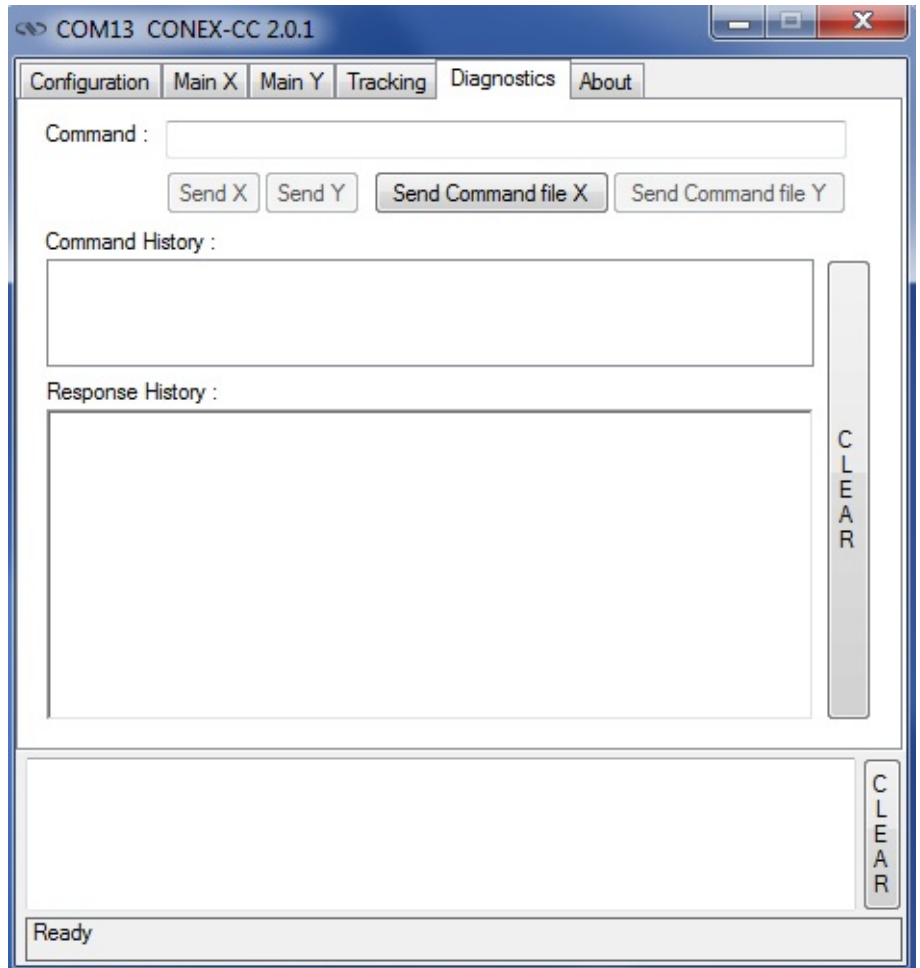 COM13 CONEX-CC 2.0.1
Configuration Main X Main Y Tracking Diagnostics About
Command :
Send X Send Y Send Command file X Send Command file Y
Command History :
Response History :
CLEAR
CLEAR
Ready